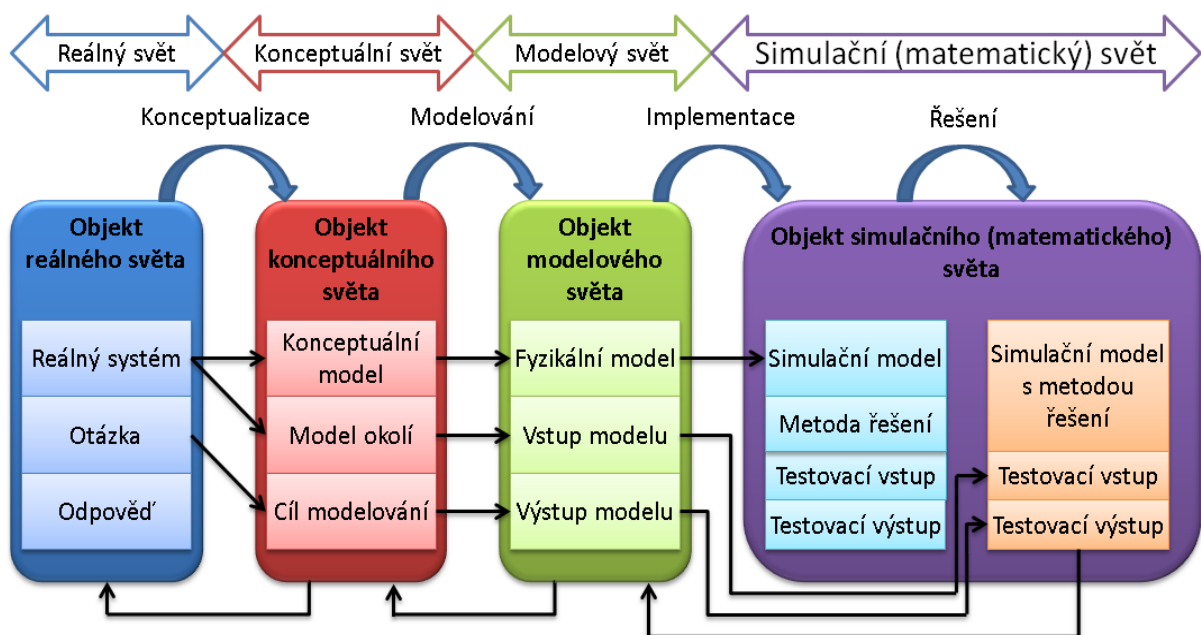 Reálný svět
Konceptuální svět
Modelový svět
Simulační (matematický) svět
Konceptualizace
Modelování
Implementace
Řešení
Objekt
reálného světa
Reálný systém
Otázka
Odpověď
Objekt
konceptuálního
světa
Konceptuální
model
Model okolí
Cíl modelování
Objekt
modelového
světa
Fyzikální model
Vstup modelu
Výstup modelu
Objekt simulačního (matematického)
světa
Simulační model
Metoda řešení
Testovací vstup
Testovací výstup
Simulační model
s metodou
řešení
Testovací vstup
Testovací výstup